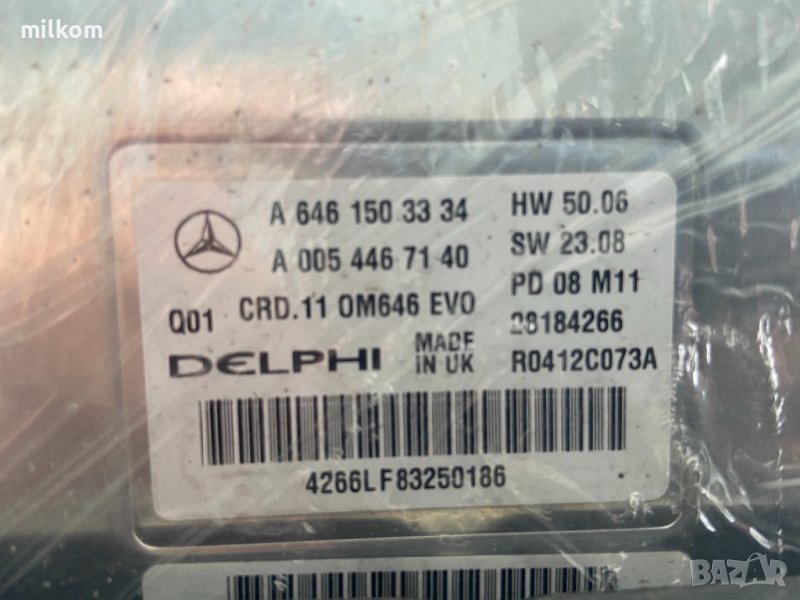 milkom
A 646 150 33 34 HW 50.06
A 005 446 71 40 SW 23.08
Q01 CRD.11 OM646 EVO PD 08 M11
28184266
DELPHI MADE IN UK R0412C073A
4266LF83250186
BAZAR